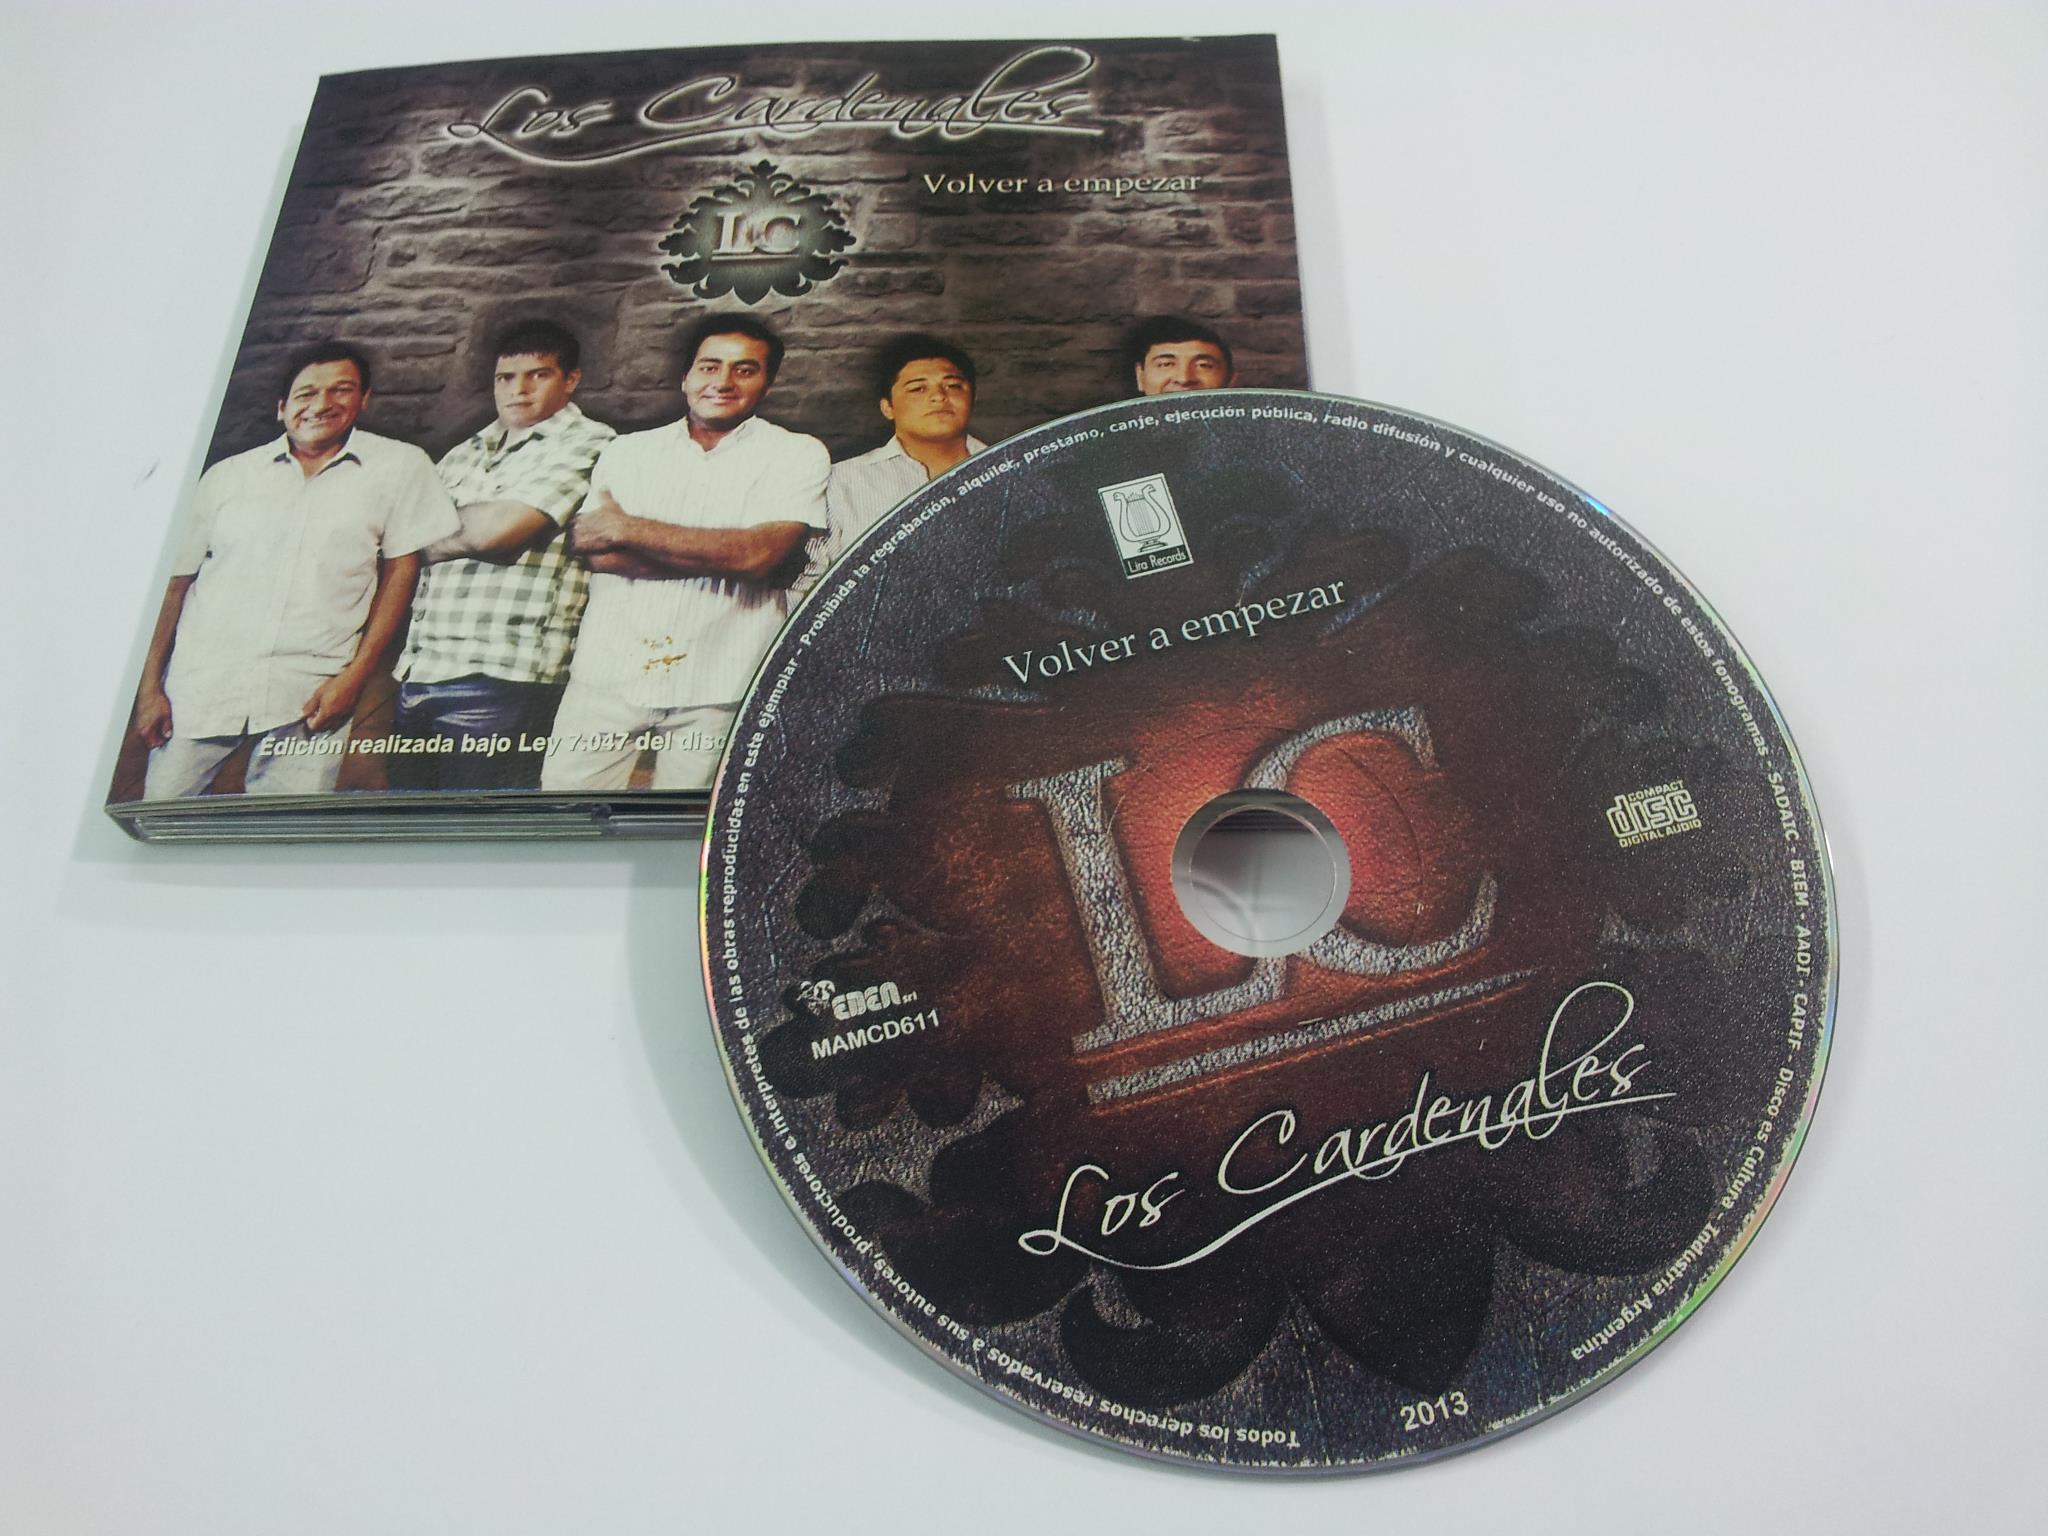 Los Cardenales
LC
Volver a empezar
Edición realizada bajo Ley 7.047 del disc
Todos los derechos reservados a sus autores, productores e interpretes de las obras reproducidas en este ejemplar - Prohibida la regrabación, alquiler, prestamo, canje, ejecución pública, radio difusión y cualquier uso no autorizado de estos fonogramas - SADAIC - BIEM - AADI - CAPIF - Disco es Cultura - Industria Argentina
Lira Records
Volver a empezar
LC
COMPACT
disc
DIGITAL AUDIO
EDEN srl
MAMCD611
Los Cardenales
2013